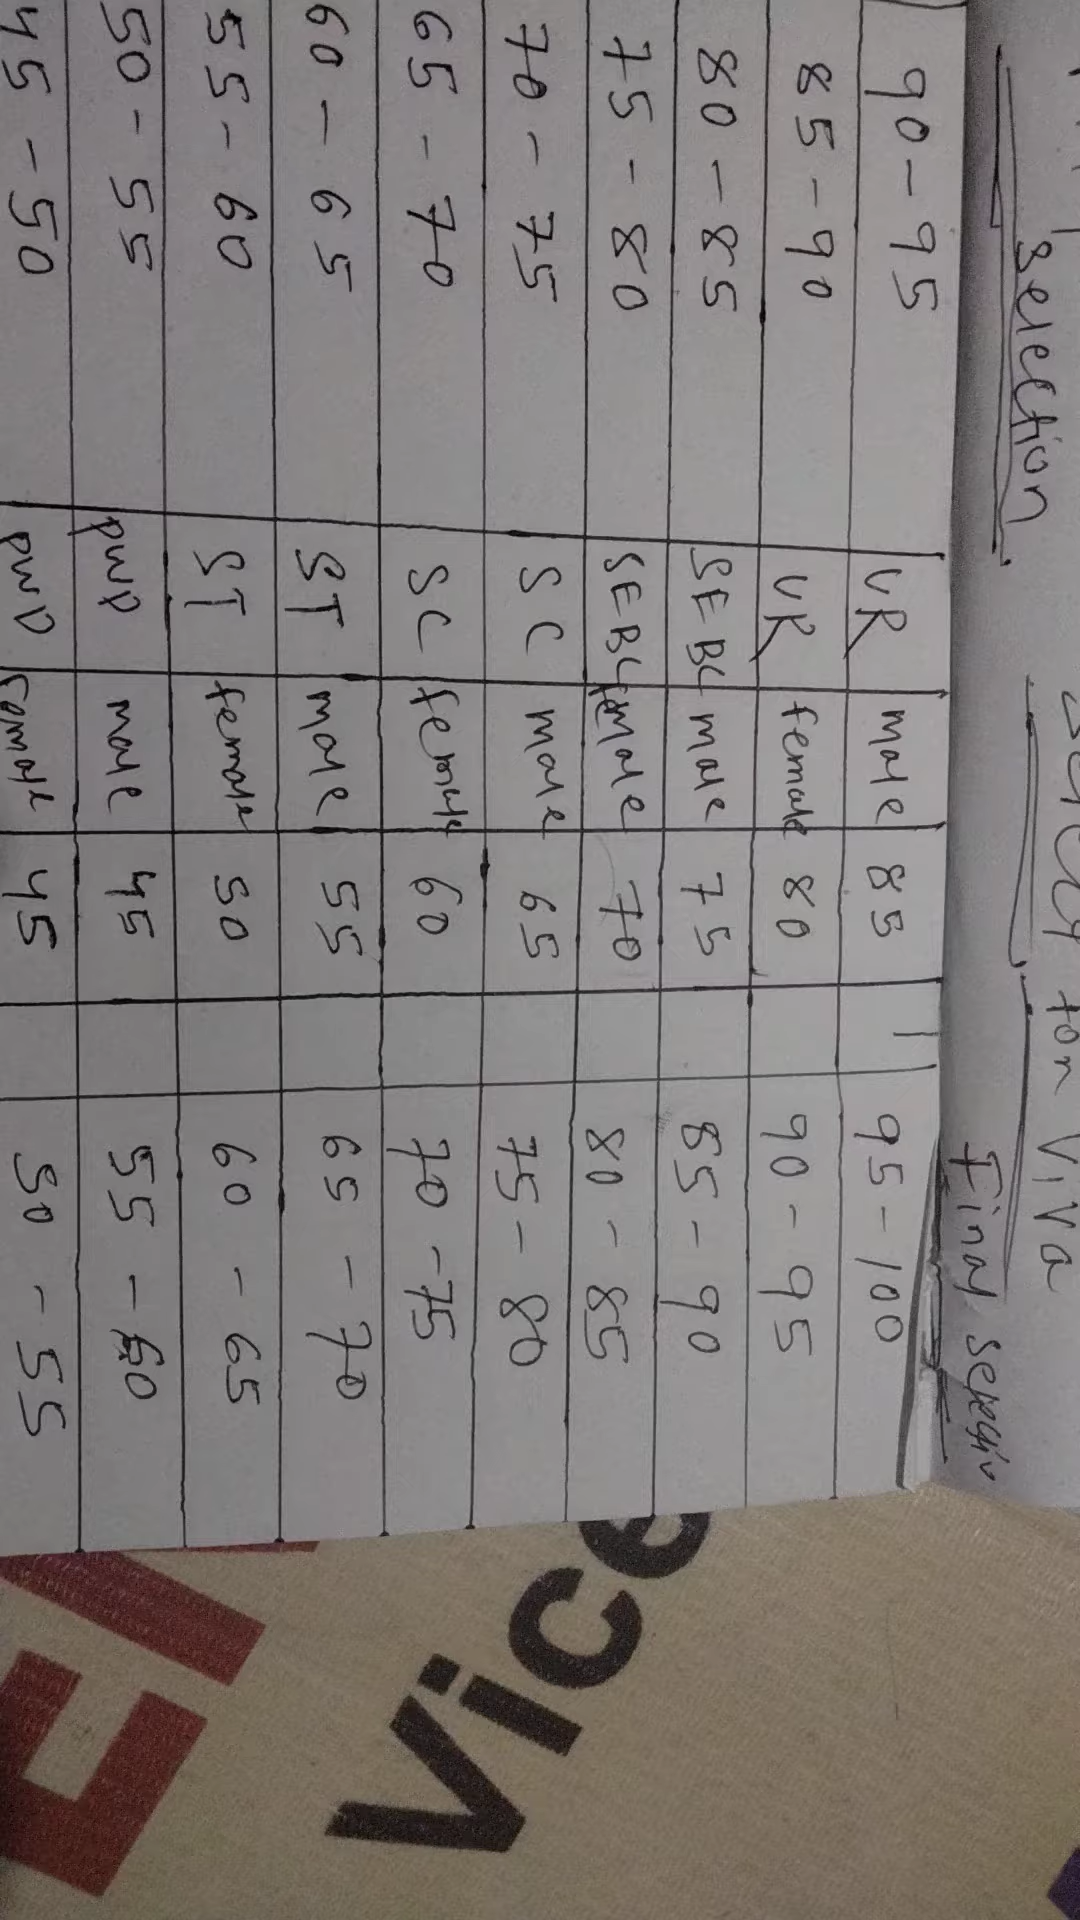 selection
for Viva
Final
90-95 UR male 85 95-100
85-90 UR female 80 90-95
80-85 SEBC male 75 85-90
75-80 SEBC female 70 80-85
70-75 SC male 65 75-80
65-70 SC female 60 70-75
60-65 ST male 55 65-70
55-60 ST female 50 60-65
50-55 PWD male 45 55-60
45-50 PWD Female 45 50-55
Vice